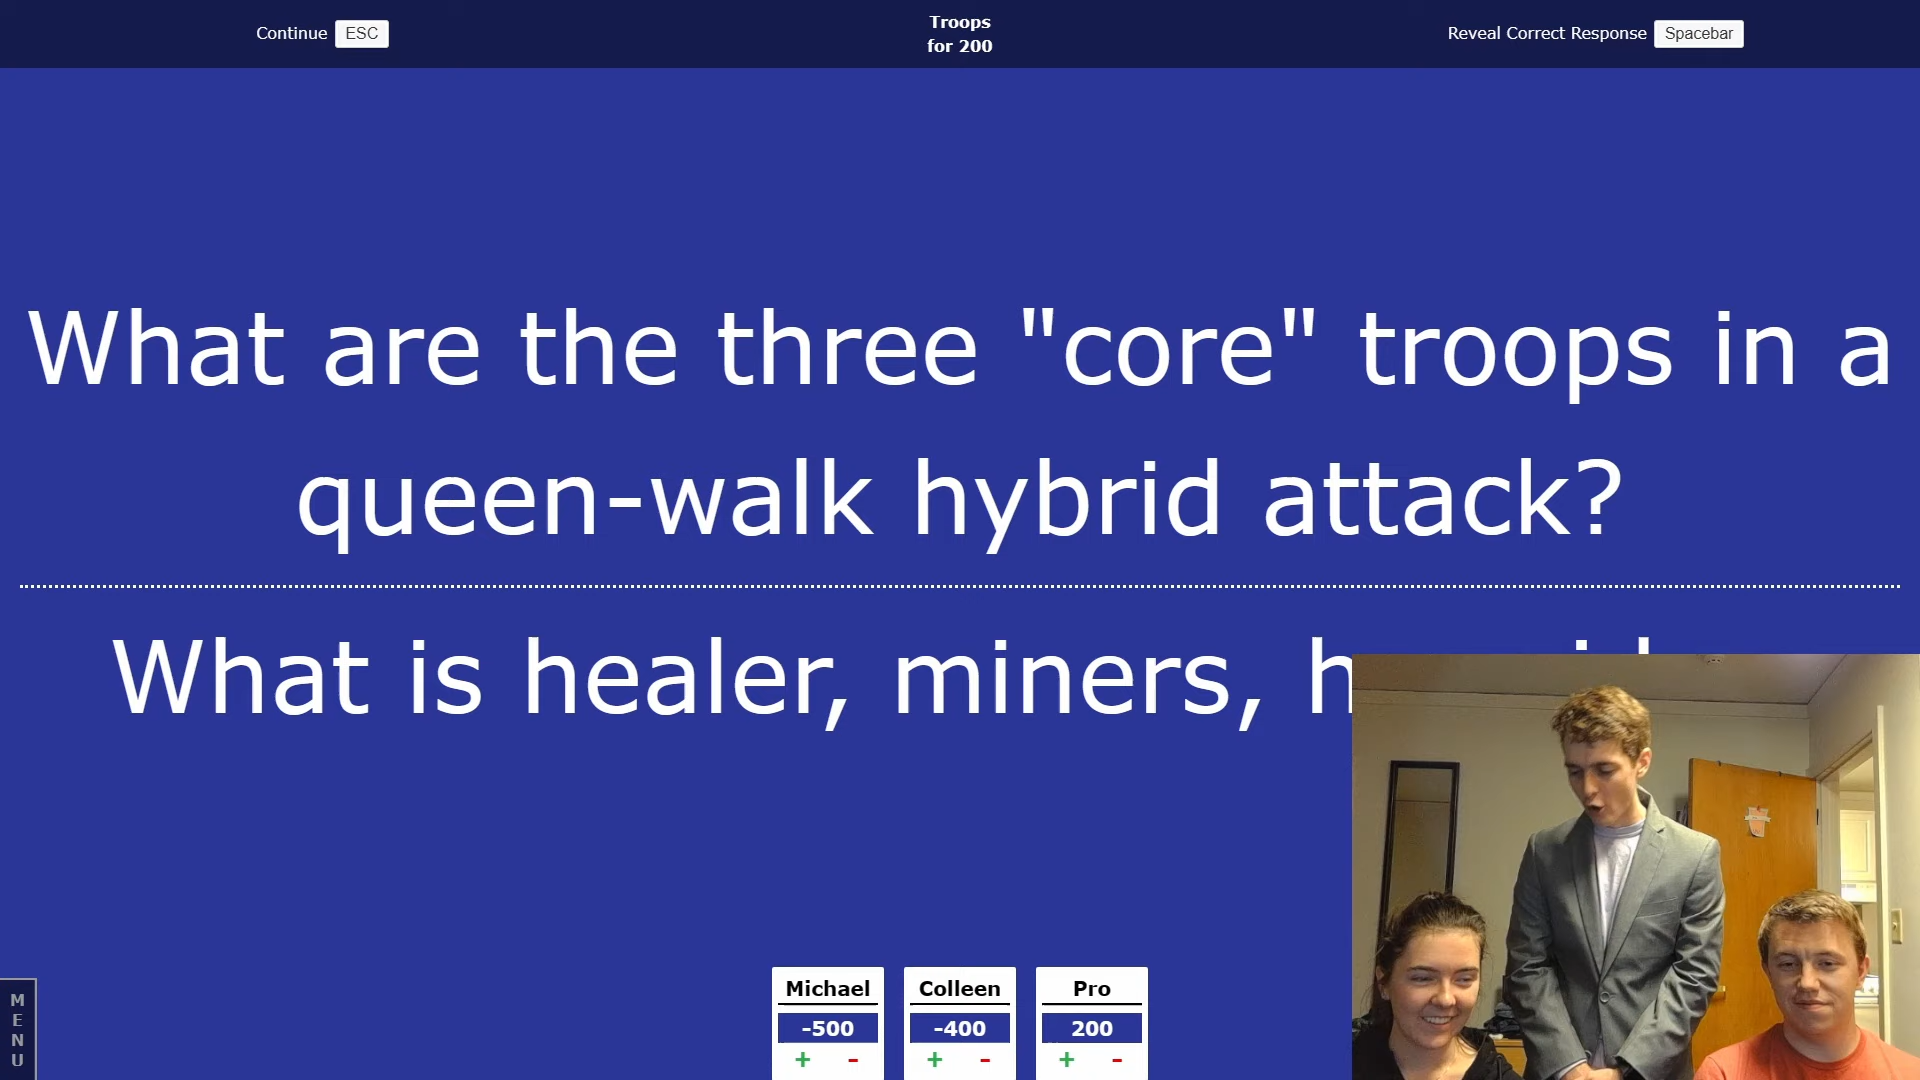 Continue ESC
Troops
for 200
Reveal Correct Response Spacebar
What are the three "core" troops in a
queen-walk hybrid attack?
What is healer, miners,
MENU
Michael Colleen Pro
-500 -400 200
+ - + - + -